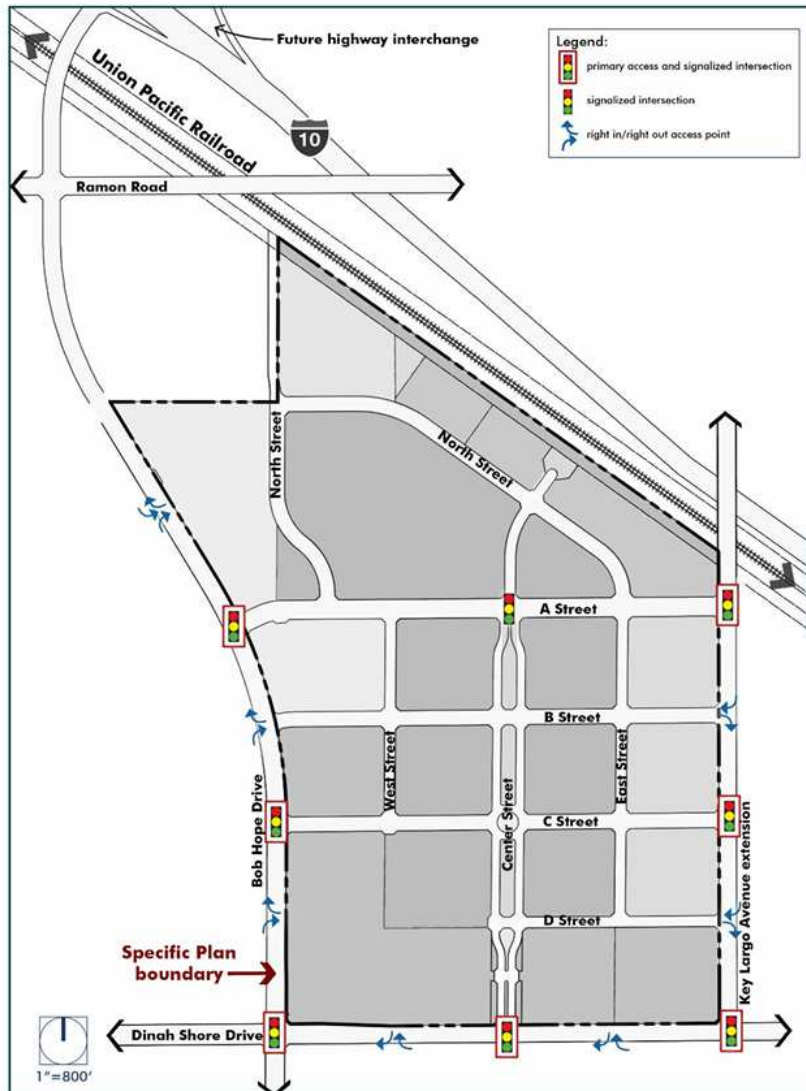 Future highway interchange
Legend:
primary access and signalized intersection
signalized intersection
right in/right out access point
Union Pacific Railroad
10
Ramon Road
North Street
North Street
A Street
B Street
West Street
East Street
Center Street
C Street
Bob Hope Drive
Key Largo Avenue extension
D Street
Specific Plan
boundary
Dinah Shore Drive
1"=800'